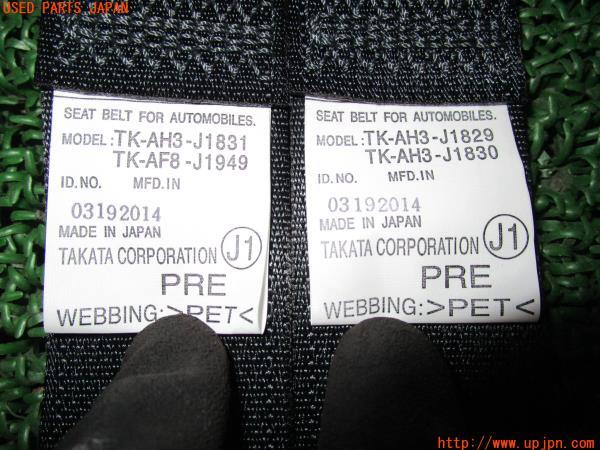 USED PARTS JAPAN
SEAT BELT FOR AUTOMOBILES.
MODEL: TK-AH3-J1831
TK-AF8-J1949
ID.NO. MFD.IN
03192014
MADE IN JAPAN
TAKATA CORPORATION J1
PRE
WEBBING: >PET<
SEAT BELT FOR AUTOMOBILES.
MODEL: TK-AH3-J1829
TK-AH3-J1830
ID.NO. MFD.IN
03192014
MADE IN JAPAN
TAKATA CORPORATION J1
PRE
WEBBING: >PET<
http://www.upjpn.com/